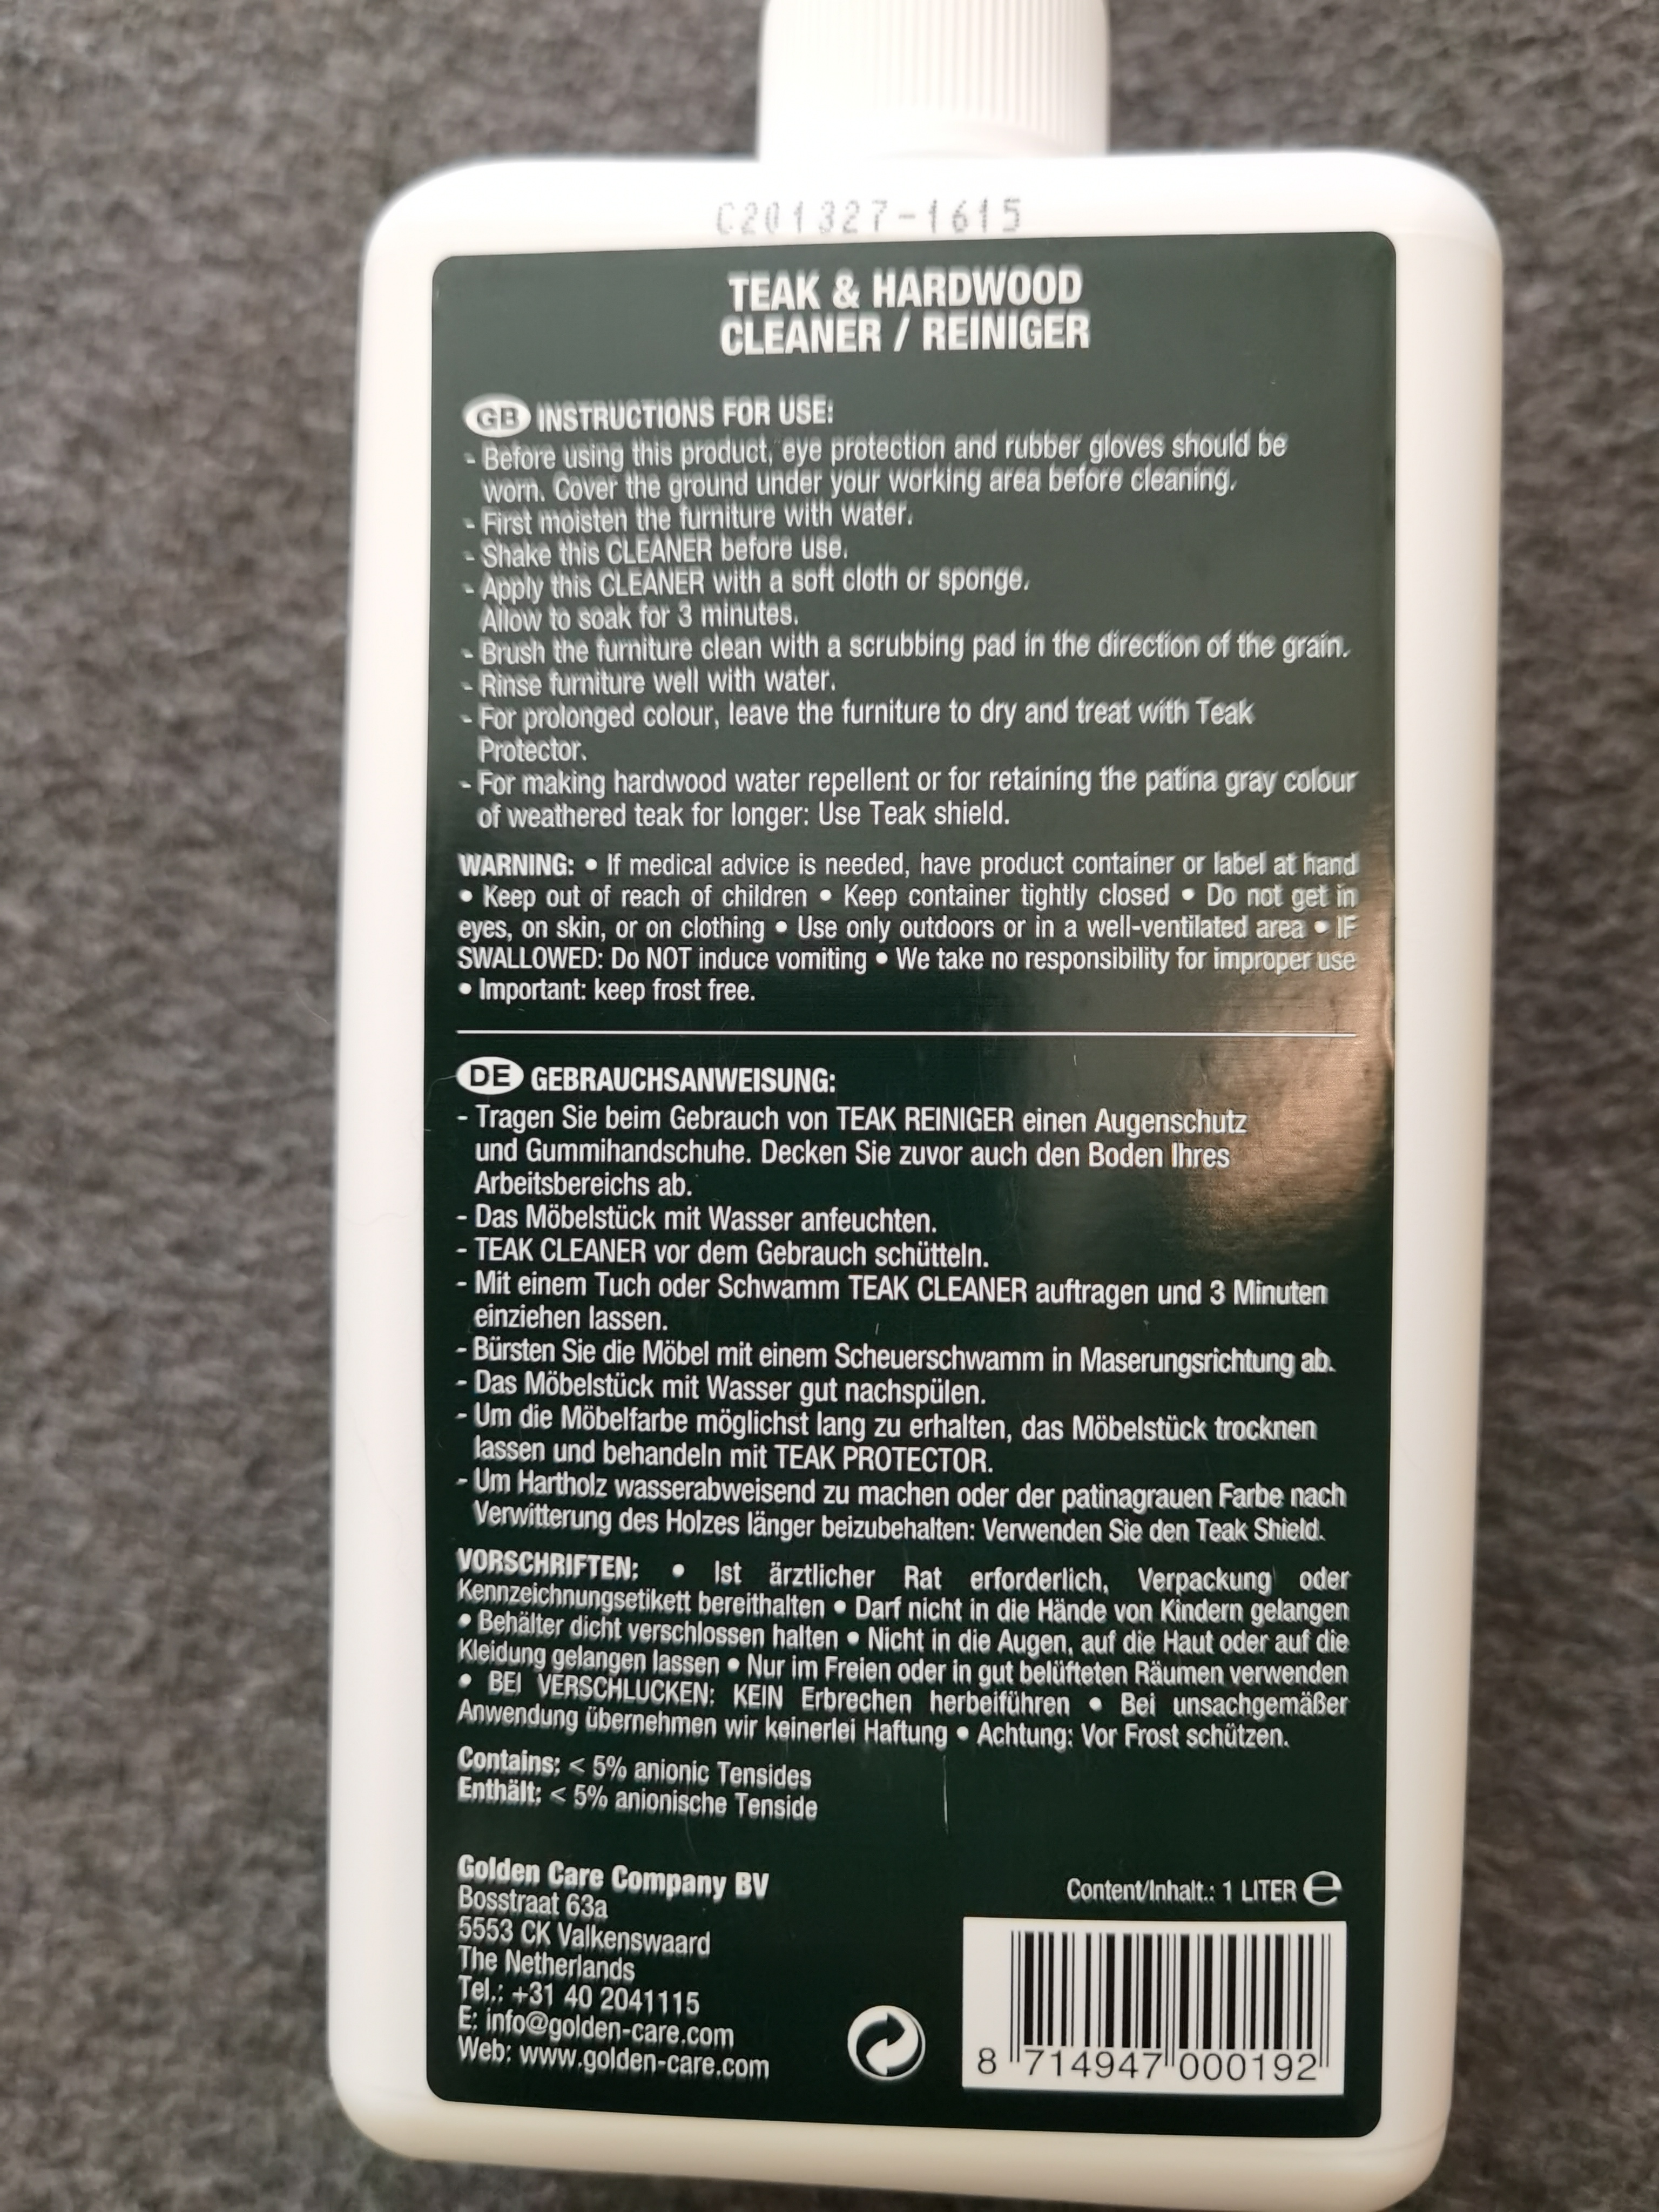 C201327-1615
TEAK & HARDWOOD
CLEANER / REINIGER
GB INSTRUCTIONS FOR USE:
- Before using this product, eye protection and rubber gloves should be
worn. Cover the ground under your working area before cleaning.
- First moisten the furniture with water.
- Shake this CLEANER before use.
- Apply this CLEANER with a soft cloth or sponge.
Allow to soak for 3 minutes.
- Brush the furniture clean with a scrubbing pad in the direction of the grain.
- Rinse furniture well with water.
- For prolonged colour, leave the furniture to dry and treat with Teak
Protector.
- For making hardwood water repellent or for retaining the patina gray colour
of weathered teak for longer: Use Teak shield.
WARNING: • If medical advice is needed, have product container or label at hand
• Keep out of reach of children • Keep container tightly closed • Do not get in
eyes, on skin, or on clothing • Use only outdoors or in a well-ventilated area • IF
SWALLOWED: Do NOT induce vomiting • We take no responsibility for improper use
• Important: keep frost free.
DE GEBRAUCHSANWEISUNG:
- Tragen Sie beim Gebrauch von TEAK REINIGER einen Augenschutz
und Gummihandschuhe. Decken Sie zuvor auch den Boden Ihres
Arbeitsbereichs ab.
- Das Möbelstück mit Wasser anfeuchten.
- TEAK CLEANER vor dem Gebrauch schütteln.
- Mit einem Tuch oder Schwamm TEAK CLEANER auftragen und 3 Minuten
einziehen lassen.
- Bürsten Sie die Möbel mit einem Scheuerschwamm in Maserungsrichtung ab.
- Das Möbelstück mit Wasser gut nachspülen.
- Um die Möbelfarbe möglichst lang zu erhalten, das Möbelstück trocknen
lassen und behandeln mit TEAK PROTECTOR.
- Um Hartholz wasserabweisend zu machen oder der patinagrauen Farbe nach
Verwitterung des Holzes länger beizubehalten: Verwenden Sie den Teak Shield.
VORSCHRIFTEN: • Ist ärztlicher Rat erforderlich, Verpackung oder
Kennzeichnungsetikett bereithalten • Darf nicht in die Hände von Kindern gelangen
• Behälter dicht verschlossen halten • Nicht in die Augen, auf die Haut oder auf die
Kleidung gelangen lassen • Nur im Freien oder in gut belüfteten Räumen verwenden
• BEI VERSCHLUCKEN: KEIN Erbrechen herbeiführen • Bei unsachgemäßer
Anwendung übernehmen wir keinerlei Haftung • Achtung: Vor Frost schützen.
Contains: < 5% anionic Tensides
Enthält: < 5% anionische Tenside
Golden Care Company BV
Bosstraat 63a
5553 CK Valkenswaard
The Netherlands
Tel.: +31 40 2041115
E: info@golden-care.com
Web: www.golden-care.com
Content/Inhalt.: 1 LITER e
8 714947 000192